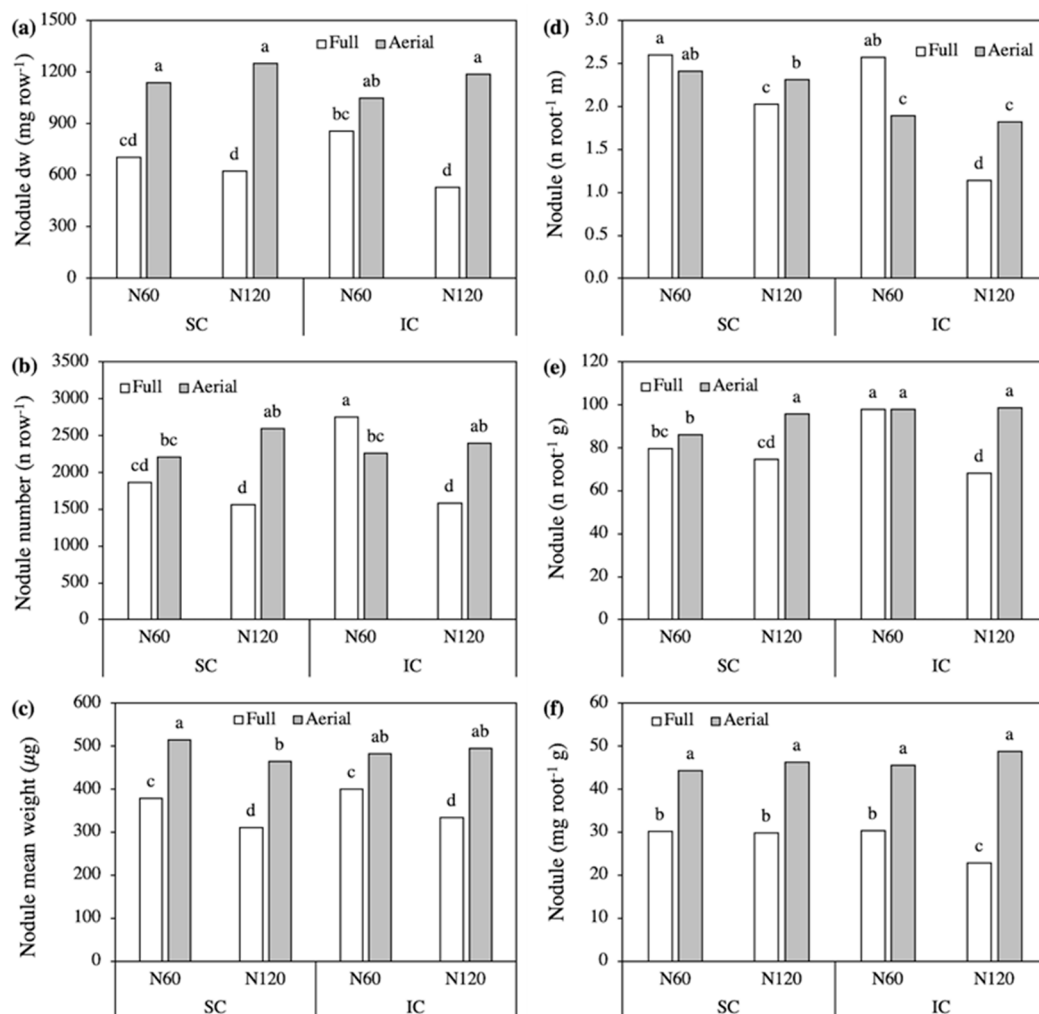 (a)
Nodule dw (mg row⁻¹)
1500
1200
900
600
300
0
Full Aerial
cd a d a bc ab d a
N60 N120 N60 N120
SC IC
(b)
Nodule number (n row⁻¹)
3500
3000
2500
2000
1500
1000
500
0
Full Aerial
cd bc d ab a bc d ab
N60 N120 N60 N120
SC IC
(c)
Nodule mean weight (µg)
600
500
400
300
200
100
0
Full Aerial
c a d b c ab d ab
N60 N120 N60 N120
SC IC
(d)
Nodule (n root⁻¹ m)
3.0
2.5
2.0
1.5
1.0
0.5
0.0
Full Aerial
a ab c b ab c d c
N60 N120 N60 N120
SC IC
(e)
Nodule (n root⁻¹ g)
120
100
80
60
40
20
0
Full Aerial
bc b cd a a a d a
N60 N120 N60 N120
SC IC
(f)
Nodule (mg root⁻¹ g)
60
50
40
30
20
10
0
Full Aerial
b a b a b a c a
N60 N120 N60 N120
SC IC